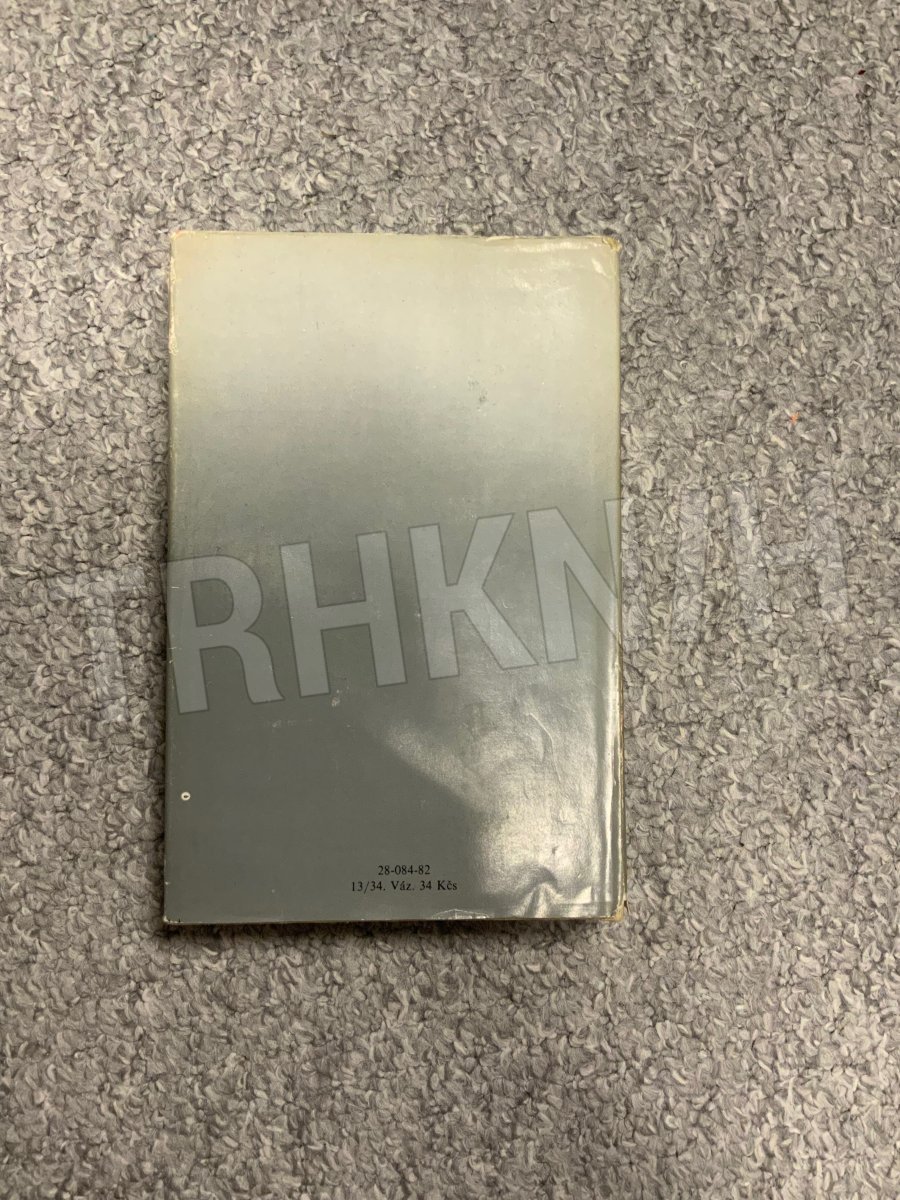 TRHKNIH
28-084-82
13/34. Váz. 34 Kčs